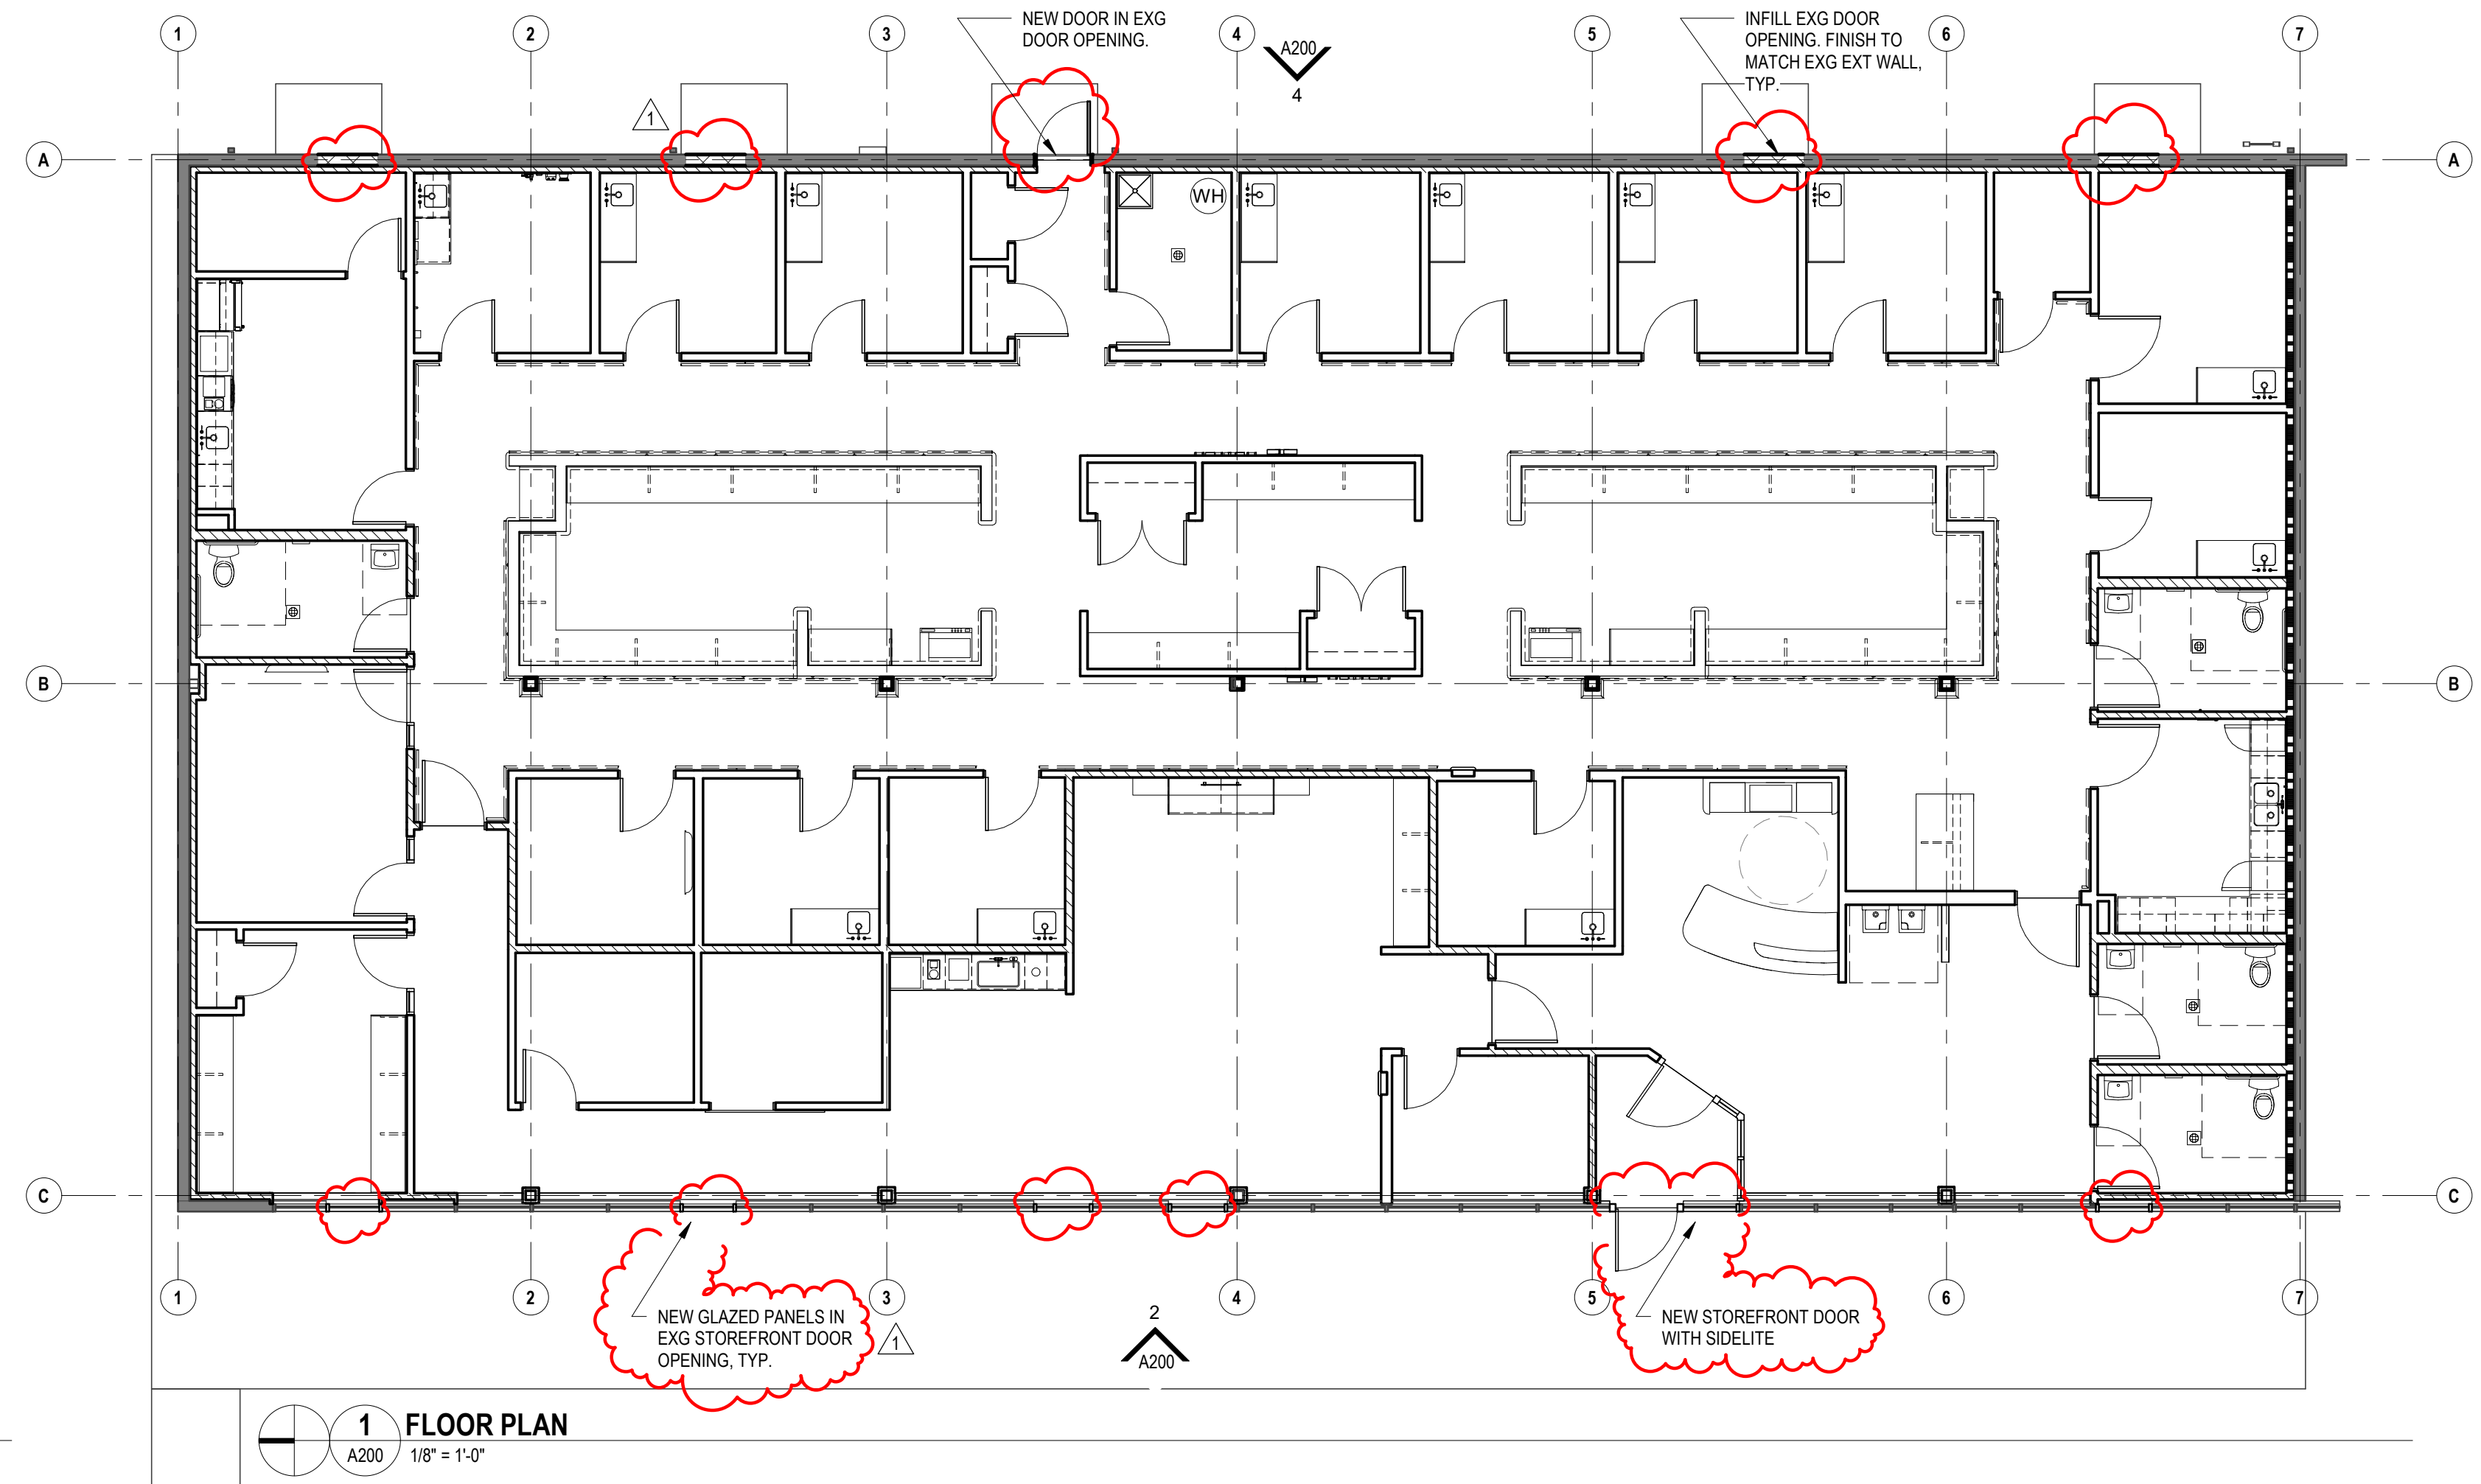 NEW DOOR IN EXG
DOOR OPENING.
INFILL EXG DOOR
OPENING. FINISH TO
MATCH EXG EXT WALL,
TYP.
1
2
3
4
5
6
7
A200
4
1
A
A
WH
B
B
C
C
1
2
3
4
5
6
7
NEW GLAZED PANELS IN
EXG STOREFRONT DOOR
OPENING, TYP.
1
2
A200
NEW STOREFRONT DOOR
WITH SIDELITE
1
A200
FLOOR PLAN
1/8" = 1'-0"